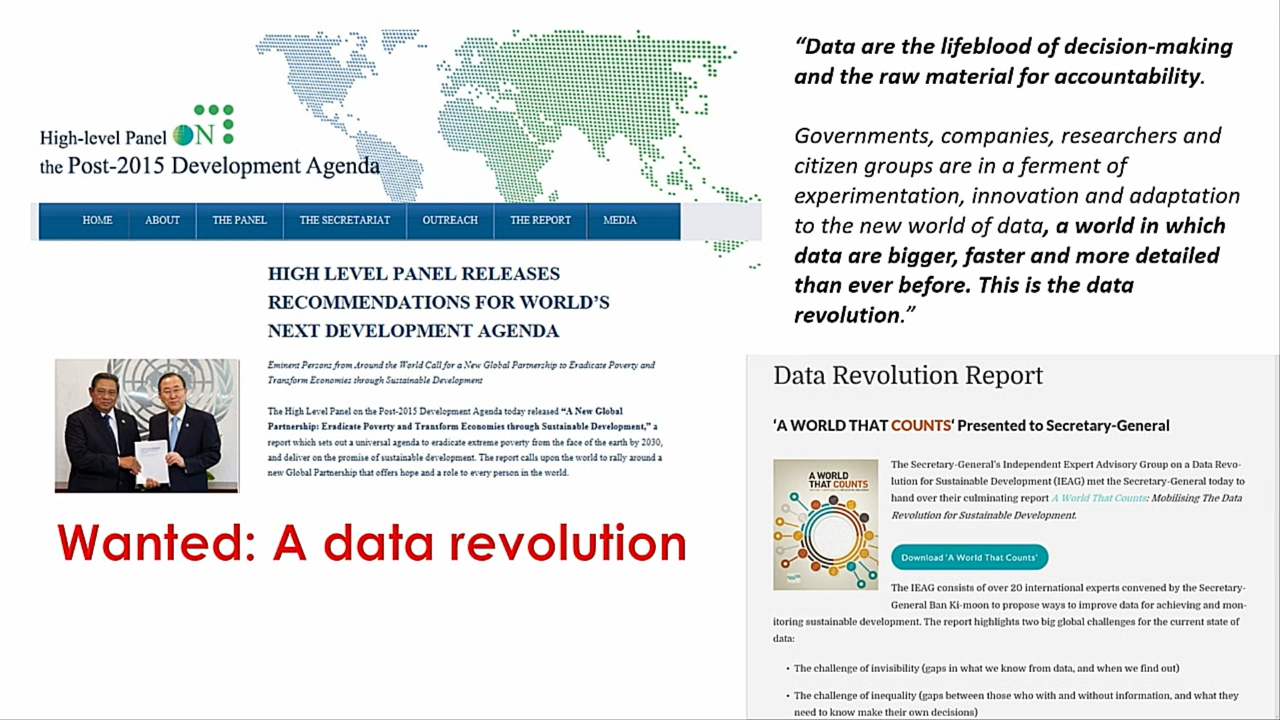 High-level Panel ON
the Post-2015 Development Agenda
HOME ABOUT THE PANEL THE SECRETARIAT OUTREACH THE REPORT MEDIA
HIGH LEVEL PANEL RELEASES
RECOMMENDATIONS FOR WORLD'S
NEXT DEVELOPMENT AGENDA
Eminent Persons from Around the World Call for a New Global Partnership to Eradicate Poverty and
Transform Economies through Sustainable Development
The High Level Panel on the Post-2015 Development Agenda today released “A New Global
Partnership: Eradicate Poverty and Transform Economies through Sustainable Development,” a
report which sets out a universal agenda to eradicate extreme poverty from the face of the earth by 2030,
and deliver on the promise of sustainable development. The report calls upon the world to rally around a
new Global Partnership that offers hope and a role to every person in the world.
Wanted: A data revolution
“Data are the lifeblood of decision-making
and the raw material for accountability.
Governments, companies, researchers and
citizen groups are in a ferment of
experimentation, innovation and adaptation
to the new world of data, a world in which
data are bigger, faster and more detailed
than ever before. This is the data
revolution.”
Data Revolution Report
‘A WORLD THAT COUNTS‘ Presented to Secretary-General
A WORLD
THAT COUNTS
The Secretary-General's Independent Expert Advisory Group on a Data Revo-
lution for Sustainable Development (IEAG) met the Secretary-General today to
hand over their culminating report A World That Counts: Mobilising The Data
Revolution for Sustainable Development.
Download ‘A World That Counts’
The IEAG consists of over 20 international experts convened by the Secretary-
General Ban Ki-moon to propose ways to improve data for achieving and mon-
itoring sustainable development. The report highlights two big global challenges for the current state of
data:
• The challenge of invisibility (gaps in what we know from data, and when we find out)
• The challenge of inequality (gaps between those who with and without information, and what they
need to know make their own decisions)